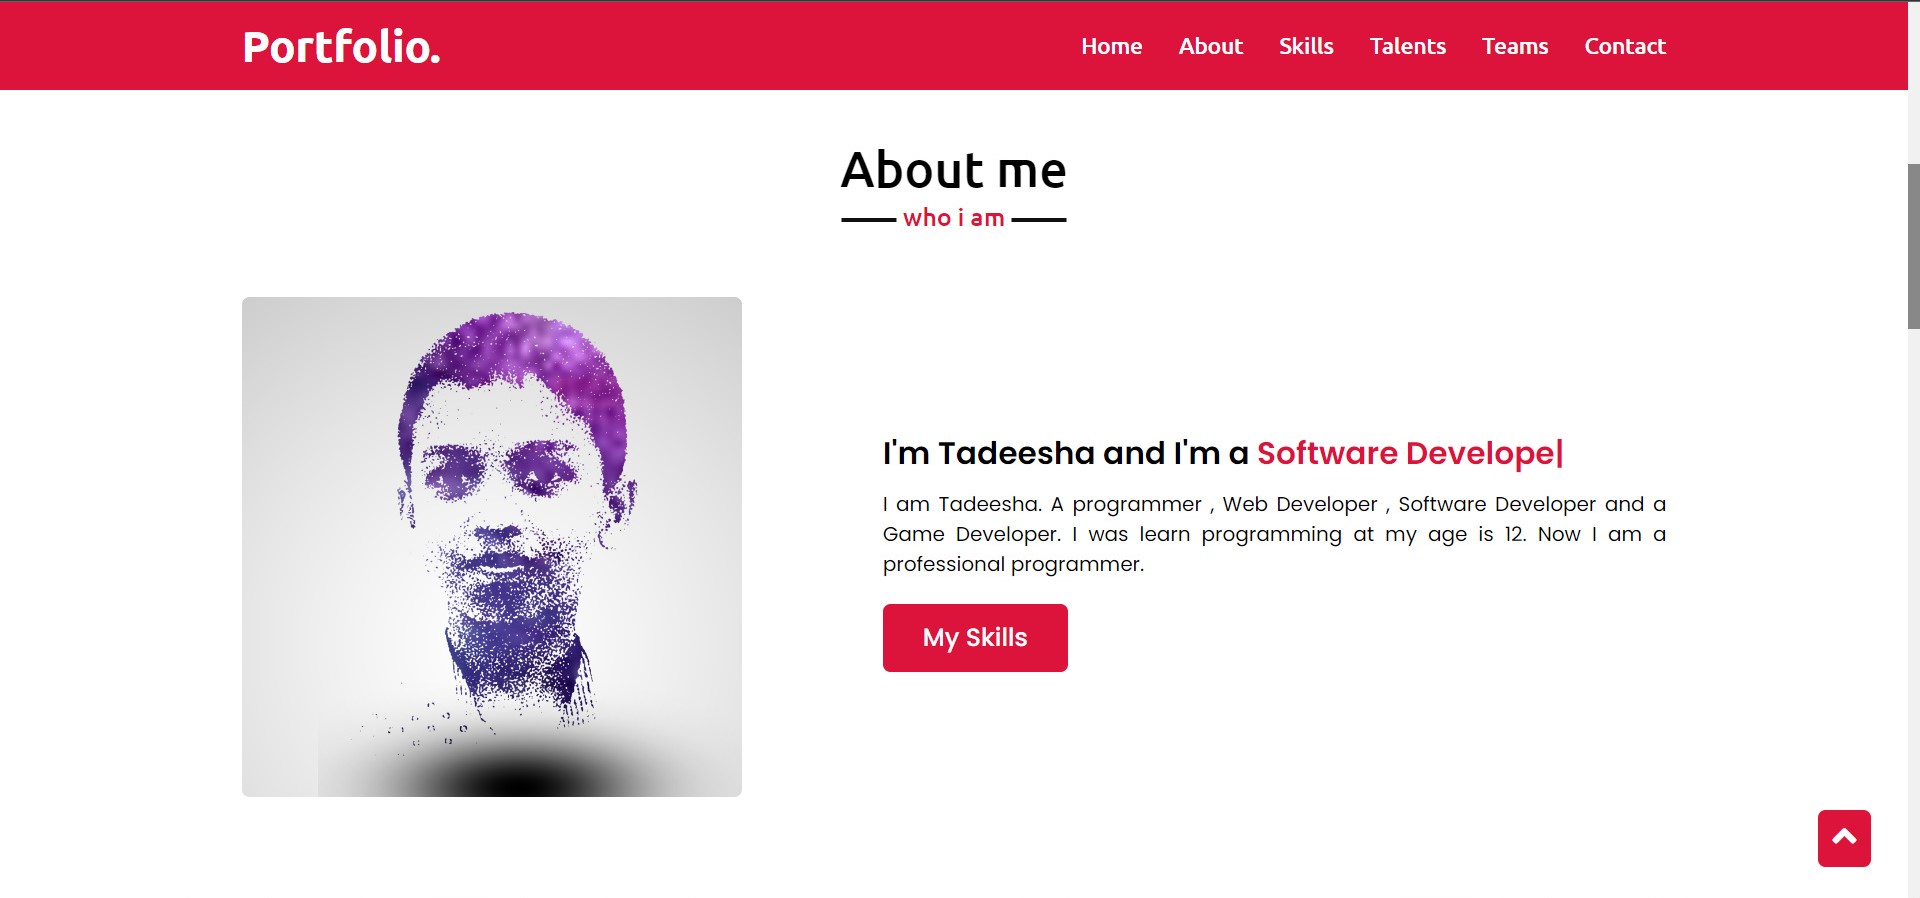 Portfolio.
Home About Skills Talents Teams Contact
About me
who i am
I'm Tadeesha and I'm a Software Develope|
I am Tadeesha. A programmer , Web Developer , Software Developer and a
Game Developer. I was learn programming at my age is 12. Now I am a
professional programmer.
My Skills